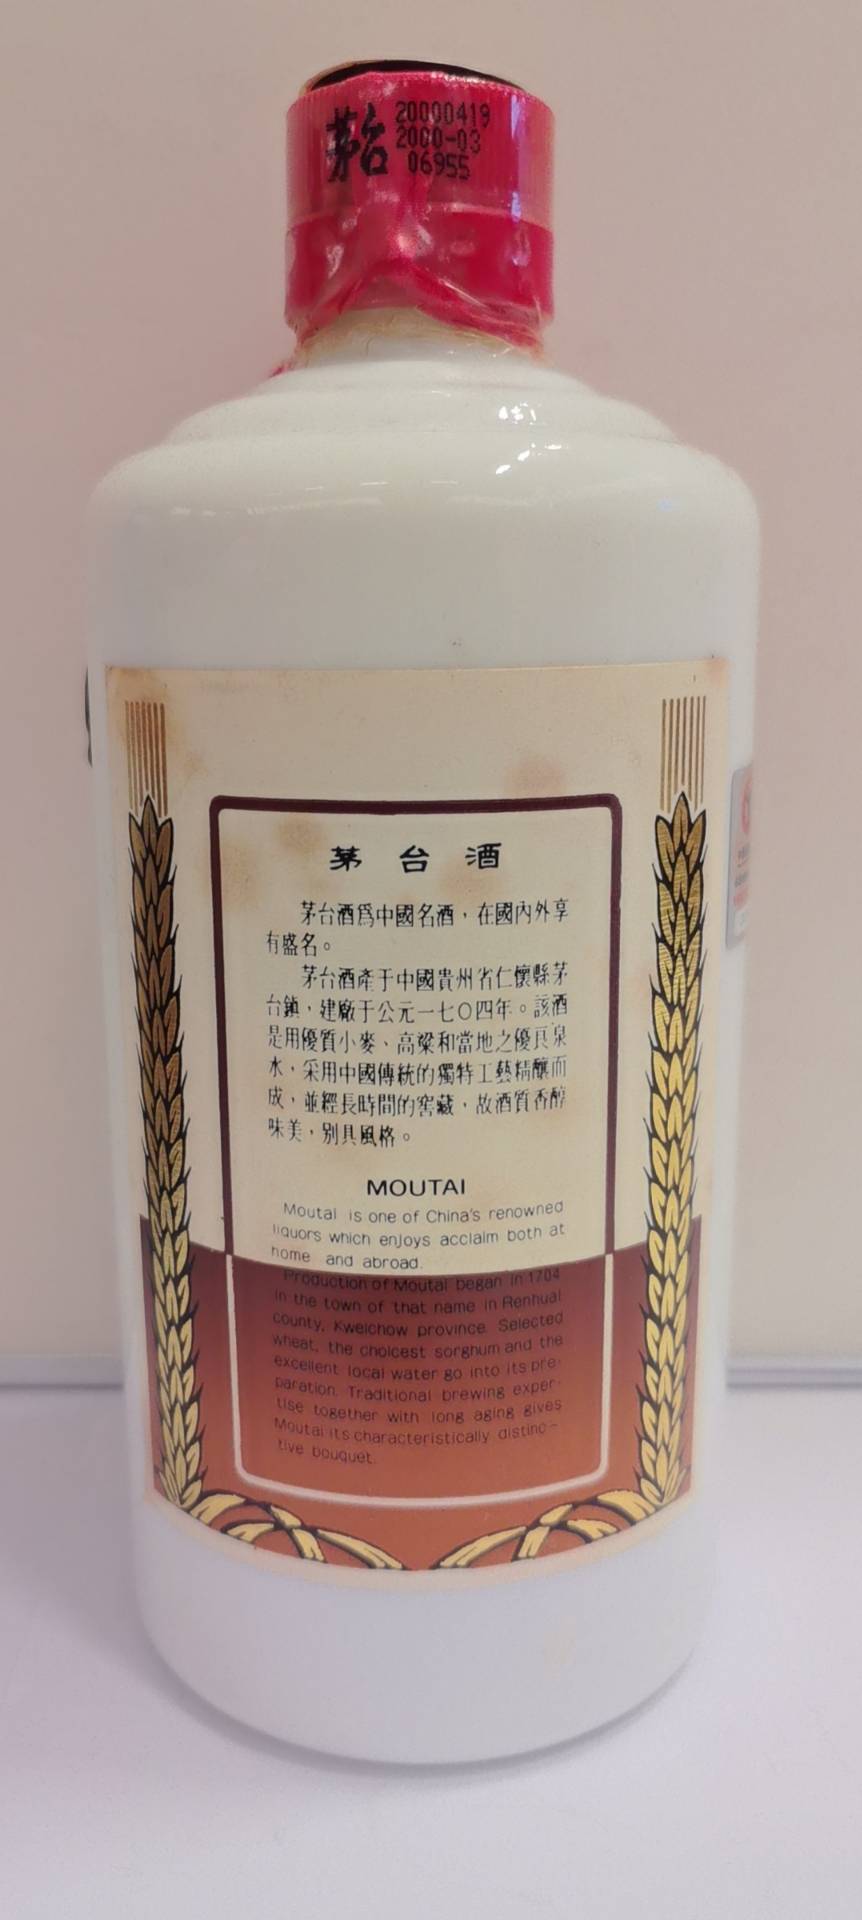 茅台
20000419
2000-03
06955
茅台酒
茅台酒爲中國名酒，在國內外享
有盛名。
茅台酒產于中國貴州省仁懷縣茅
台鎮，建廠于公元一七〇四年。該酒
是用優質小麥、高粱和當地之優良泉
水，采用中國傳統的獨特工藝精釀而
成，並經長時間的窖藏，故酒質香醇
味美，別具風格。
MOUTAI
Moutai is one of China's renowned
liquors which enjoys acclaim both at
home and abroad.
Production of Moutai began in 1704
in the town of that name in Renhuai
county, Kweichow province. Selected
wheat, the choicest sorghum and the
excellent local water go into its pre-
paration. Traditional brewing exper-
tise together with long aging gives
Moutai its characteristically distinc-
tive bouquet.